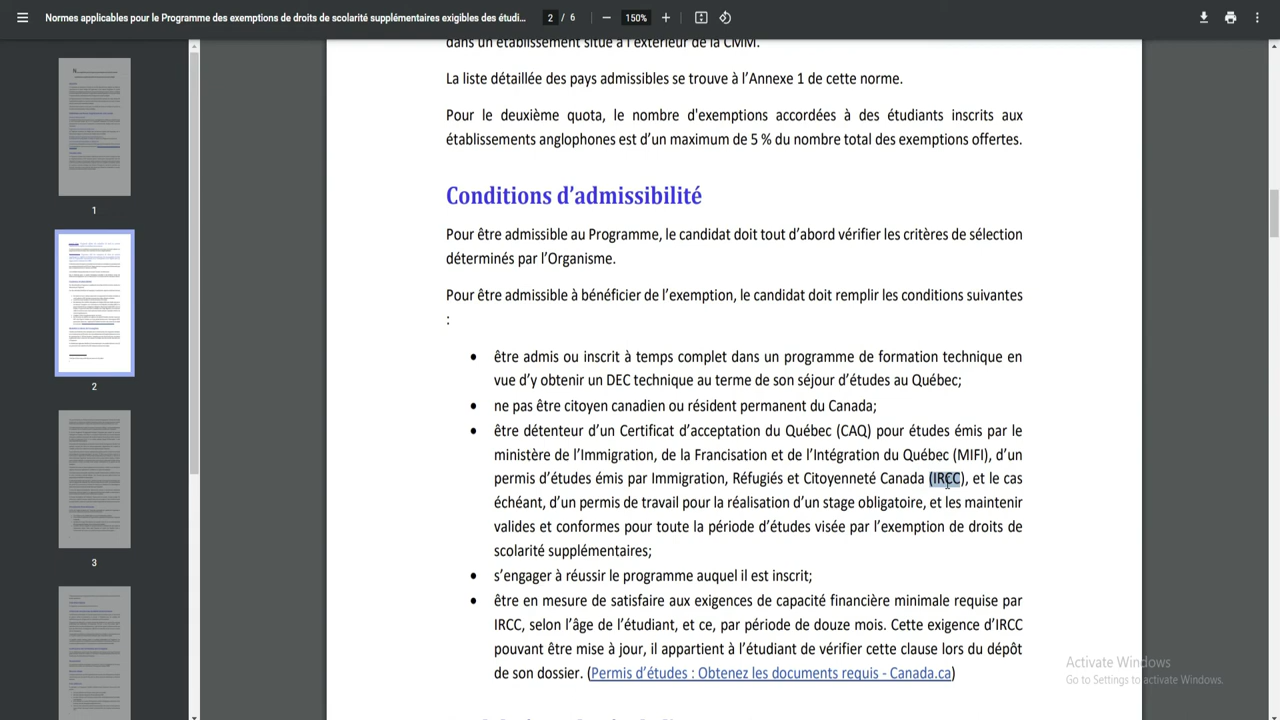 Normes applicables pour le Programme des exemptions de droits de scolarité supplémentaires exigibles des étudi...
2 / 6
150%
dans un établissement situé à l'extérieur de la CMM.
La liste détaillée des pays admissibles se trouve à l'Annexe 1 de cette norme.
Pour le deuxième quota, le nombre d'exemptions accordées à des étudiants inscrits aux
établissements anglophones est d'un maximum de 5 % du nombre total des exemptions offertes.
Conditions d'admissibilité
Pour être admissible au Programme, le candidat doit tout d'abord vérifier les critères de sélection
déterminés par l'Organisme.
Pour être admissible à bénéficier de l'exemption, le candidat doit remplir les conditions suivantes
:
• être admis ou inscrit à temps complet dans un programme de formation technique en
vue d'y obtenir un DEC technique au terme de son séjour d'études au Québec;
• ne pas être citoyen canadien ou résident permanent du Canada;
• être détenteur d'un Certificat d'acceptation du Québec (CAQ) pour études émis par le
ministère de l'Immigration, de la Francisation et de l'Intégration du Québec (MIFI), d'un
permis d'études émis par Immigration, Réfugiés et Citoyenneté Canada (IRCC), et le cas
échéant d'un permis de travail pour la réalisation d'un stage obligatoire, et les maintenir
valides et conformes pour toute la période d'études visée par l'exemption de droits de
scolarité supplémentaires;
• s'engager à réussir le programme auquel il est inscrit;
• être en mesure de satisfaire aux exigences de capacité financière minimale requise par
IRCC, selon l'âge de l'étudiant, et ce, par période de douze mois. Cette exigence d'IRCC
pouvant être mise à jour, il appartient à l'étudiant de vérifier cette clause lors du dépôt
de son dossier. (Permis d'études : Obtenez les documents requis - Canada.ca)
1
2
3
Activate Windows
Go to Settings to activate Windows.